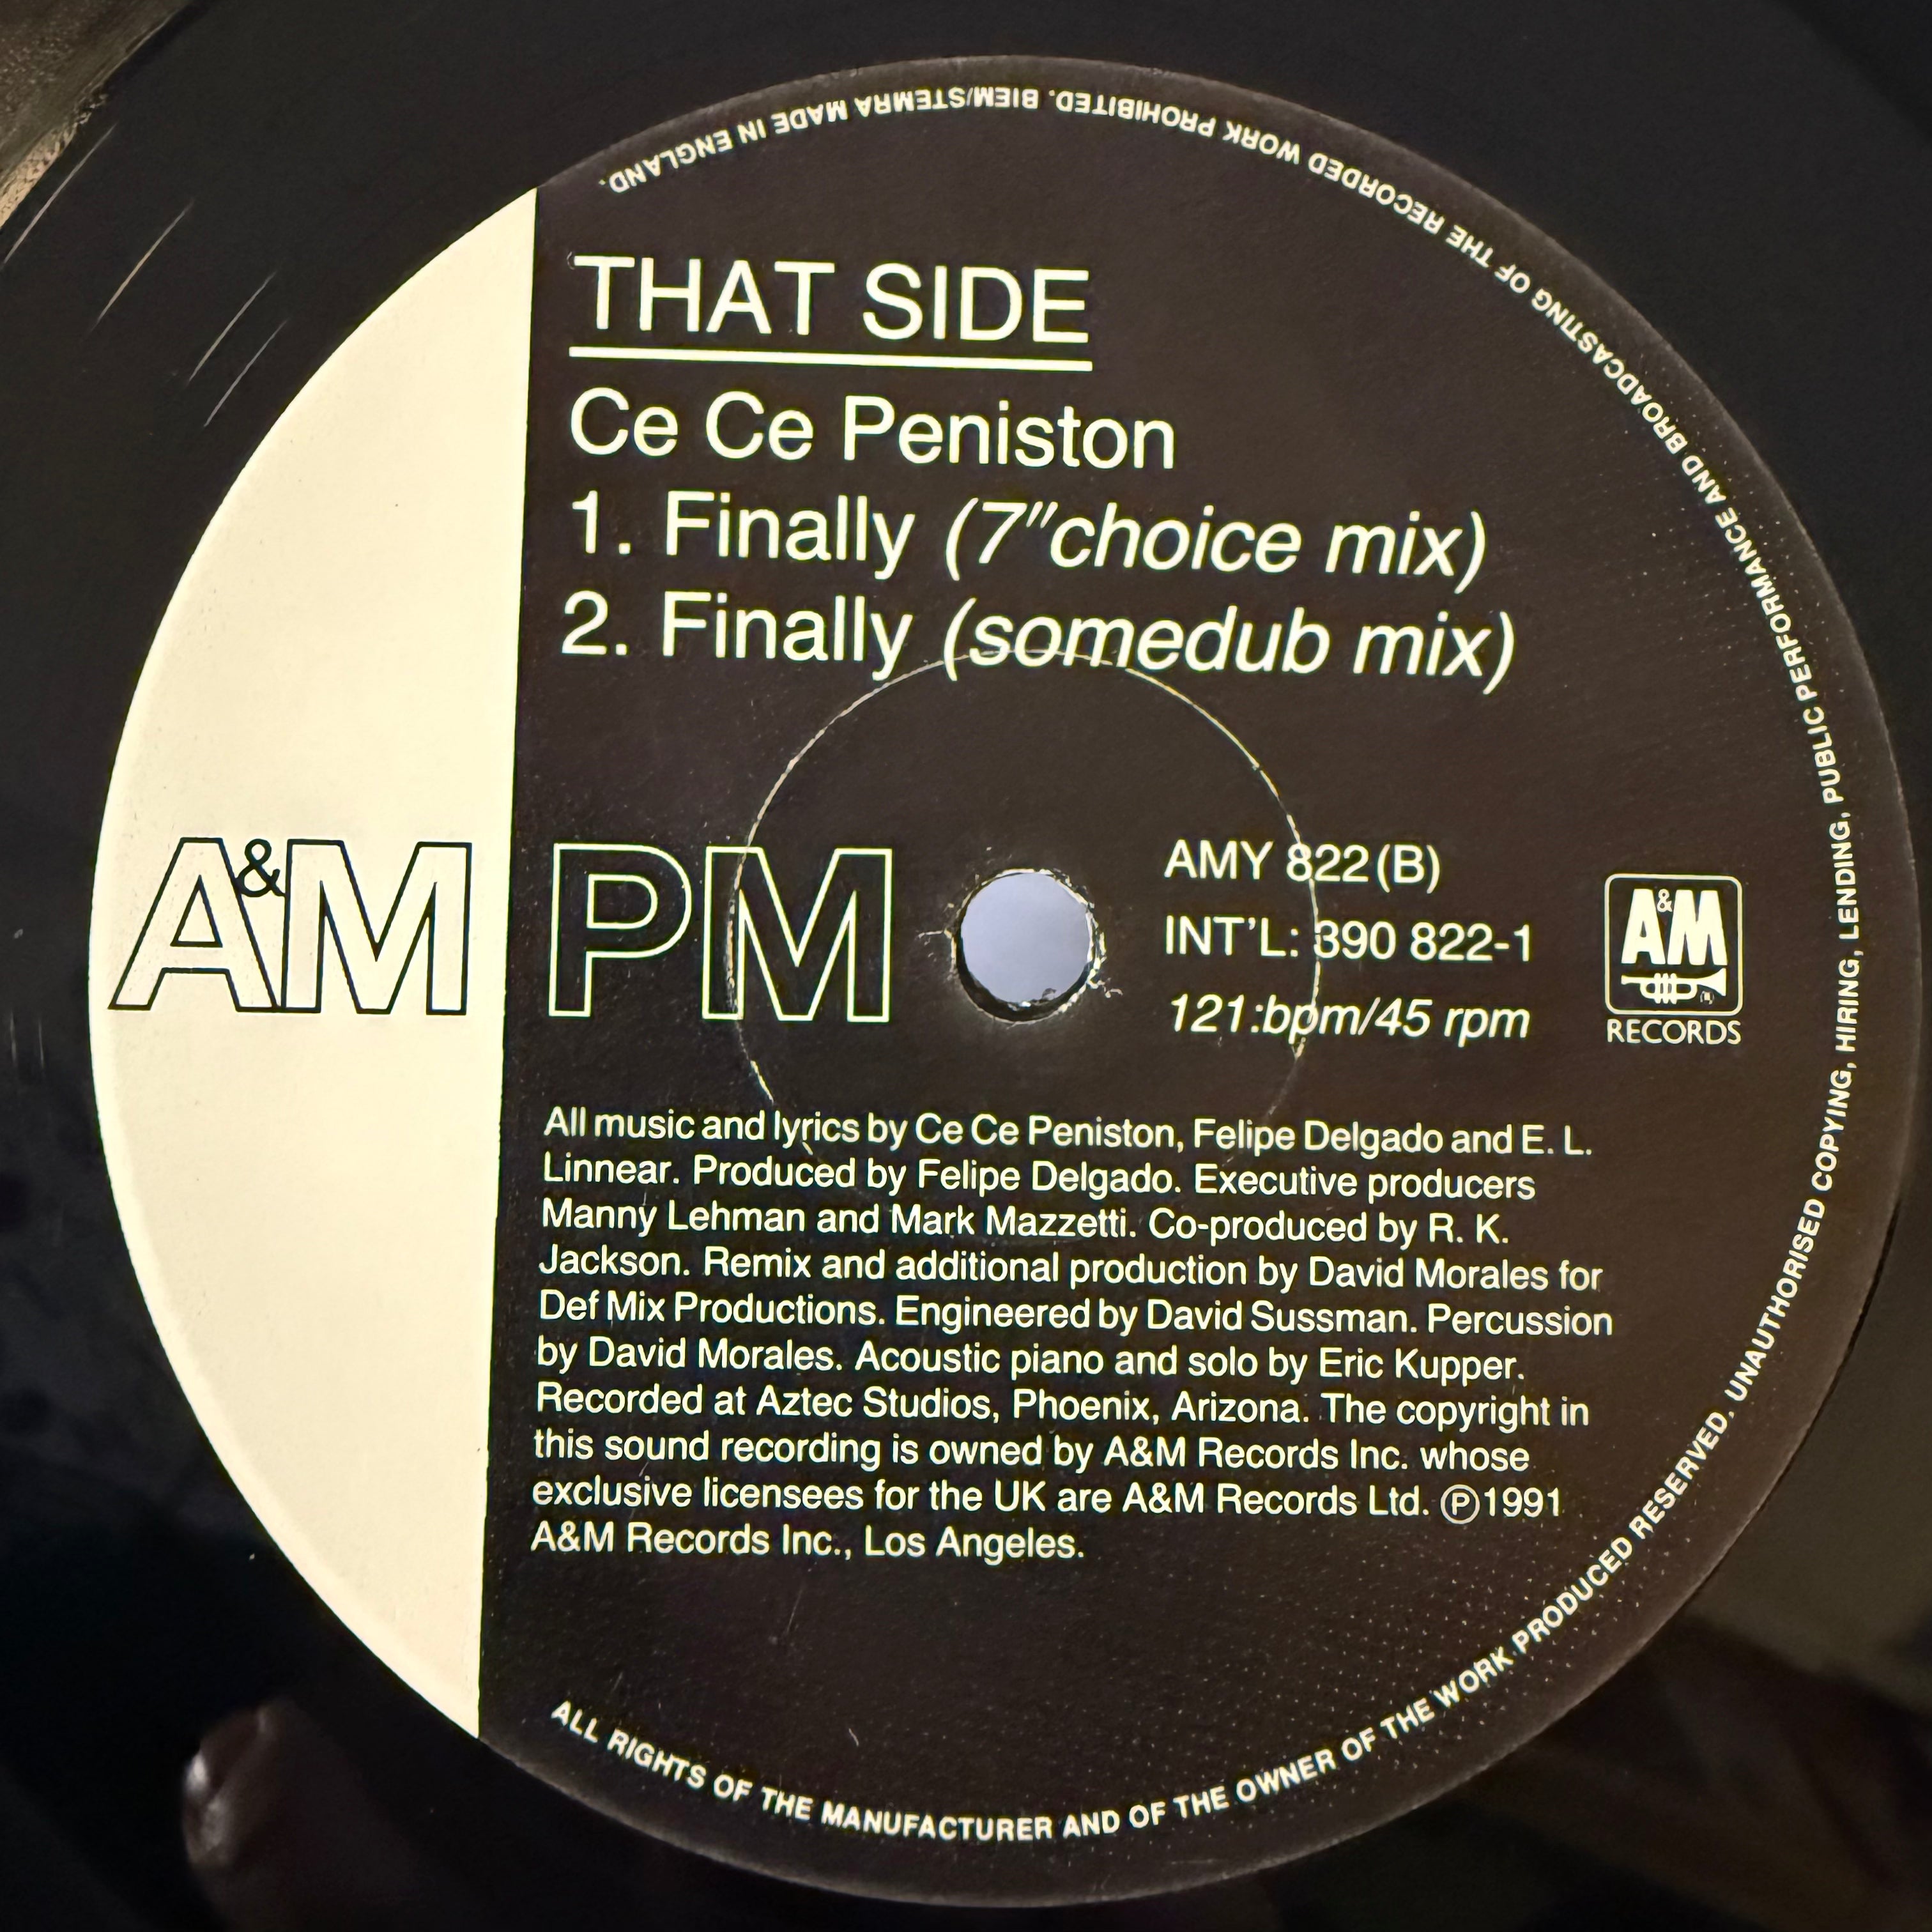 THAT SIDE
Ce Ce Peniston
1. Finally (7"choice mix)
2. Finally (somedub mix)
A&M PM
AMY 822 (B)
INT'L: 390 822-1
121:bpm/45 rpm
A&M
RECORDS
All music and lyrics by Ce Ce Peniston, Felipe Delgado and E. L.
Linnear. Produced by Felipe Delgado. Executive producers
Manny Lehman and Mark Mazzetti. Co-produced by R. K.
Jackson. Remix and additional production by David Morales for
Def Mix Productions. Engineered by David Sussman. Percussion
by David Morales. Acoustic piano and solo by Eric Kupper.
Recorded at Aztec Studios, Phoenix, Arizona. The copyright in
this sound recording is owned by A&M Records Inc. whose
exclusive licensees for the UK are A&M Records Ltd. Ⓟ1991
A&M Records Inc., Los Angeles.
ALL RIGHTS OF THE MANUFACTURER AND OF THE OWNER OF THE WORK PRODUCED RESERVED. UNAUTHORISED COPYING, HIRING, LENDING, PUBLIC PERFORMANCE AND BROADCASTING OF THE RECORDED WORK PROHIBITED. BIEM/STEMRA MADE IN ENGLAND.